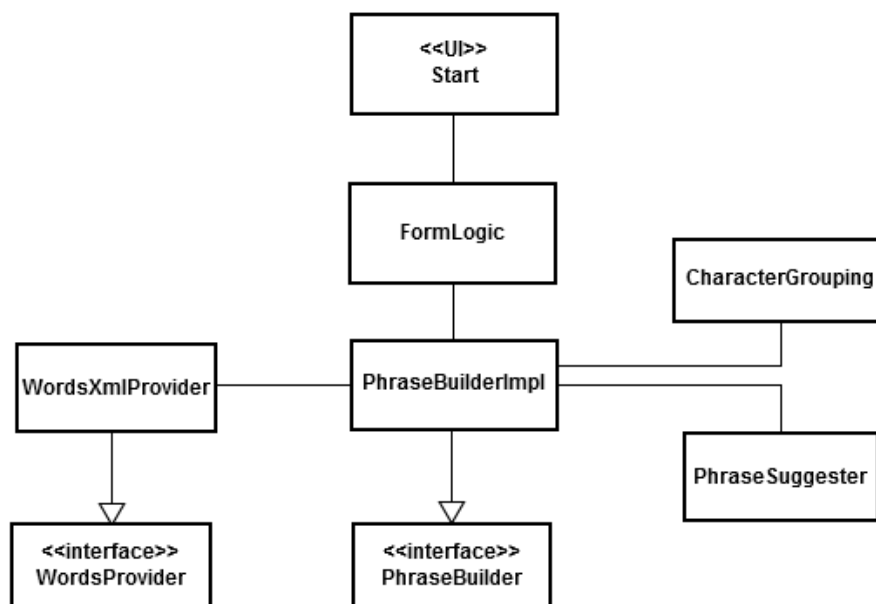 <<UI>>
Start
FormLogic
CharacterGrouping
WordsXmlProvider
PhraseBuilderImpl
PhraseSuggester
<<interface>>
WordsProvider
<<interface>>
PhraseBuilder